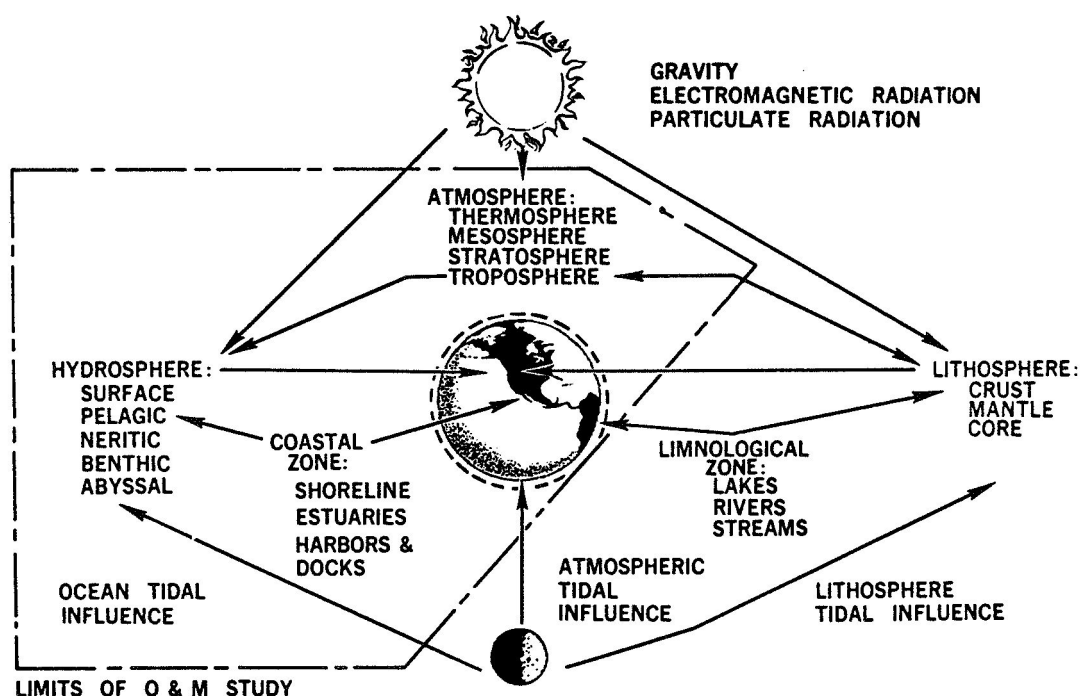 GRAVITY
ELECTROMAGNETIC RADIATION
PARTICULATE RADIATION
ATMOSPHERE:
THERMOSPHERE
MESOSPHERE
STRATOSPHERE
TROPOSPHERE
HYDROSPHERE:
SURFACE
PELAGIC
NERITIC
BENTHIC
ABYSSAL
COASTAL
ZONE:
SHORELINE
ESTUARIES
HARBORS &
DOCKS
LIMNOLOGICAL
ZONE:
LAKES
RIVERS
STREAMS
LITHOSPHERE:
CRUST
MANTLE
CORE
OCEAN TIDAL
INFLUENCE
ATMOSPHERIC
TIDAL
INFLUENCE
LITHOSPHERE
TIDAL INFLUENCE
LIMITS OF O & M STUDY